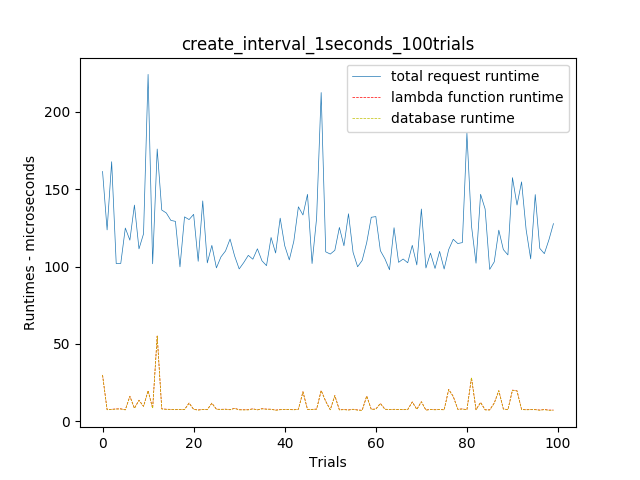 create_interval_1seconds_100trials
total request runtime
lambda function runtime
database runtime
200
150
100
50
0
Runtimes - microseconds
0 20 40 60 80 100
Trials